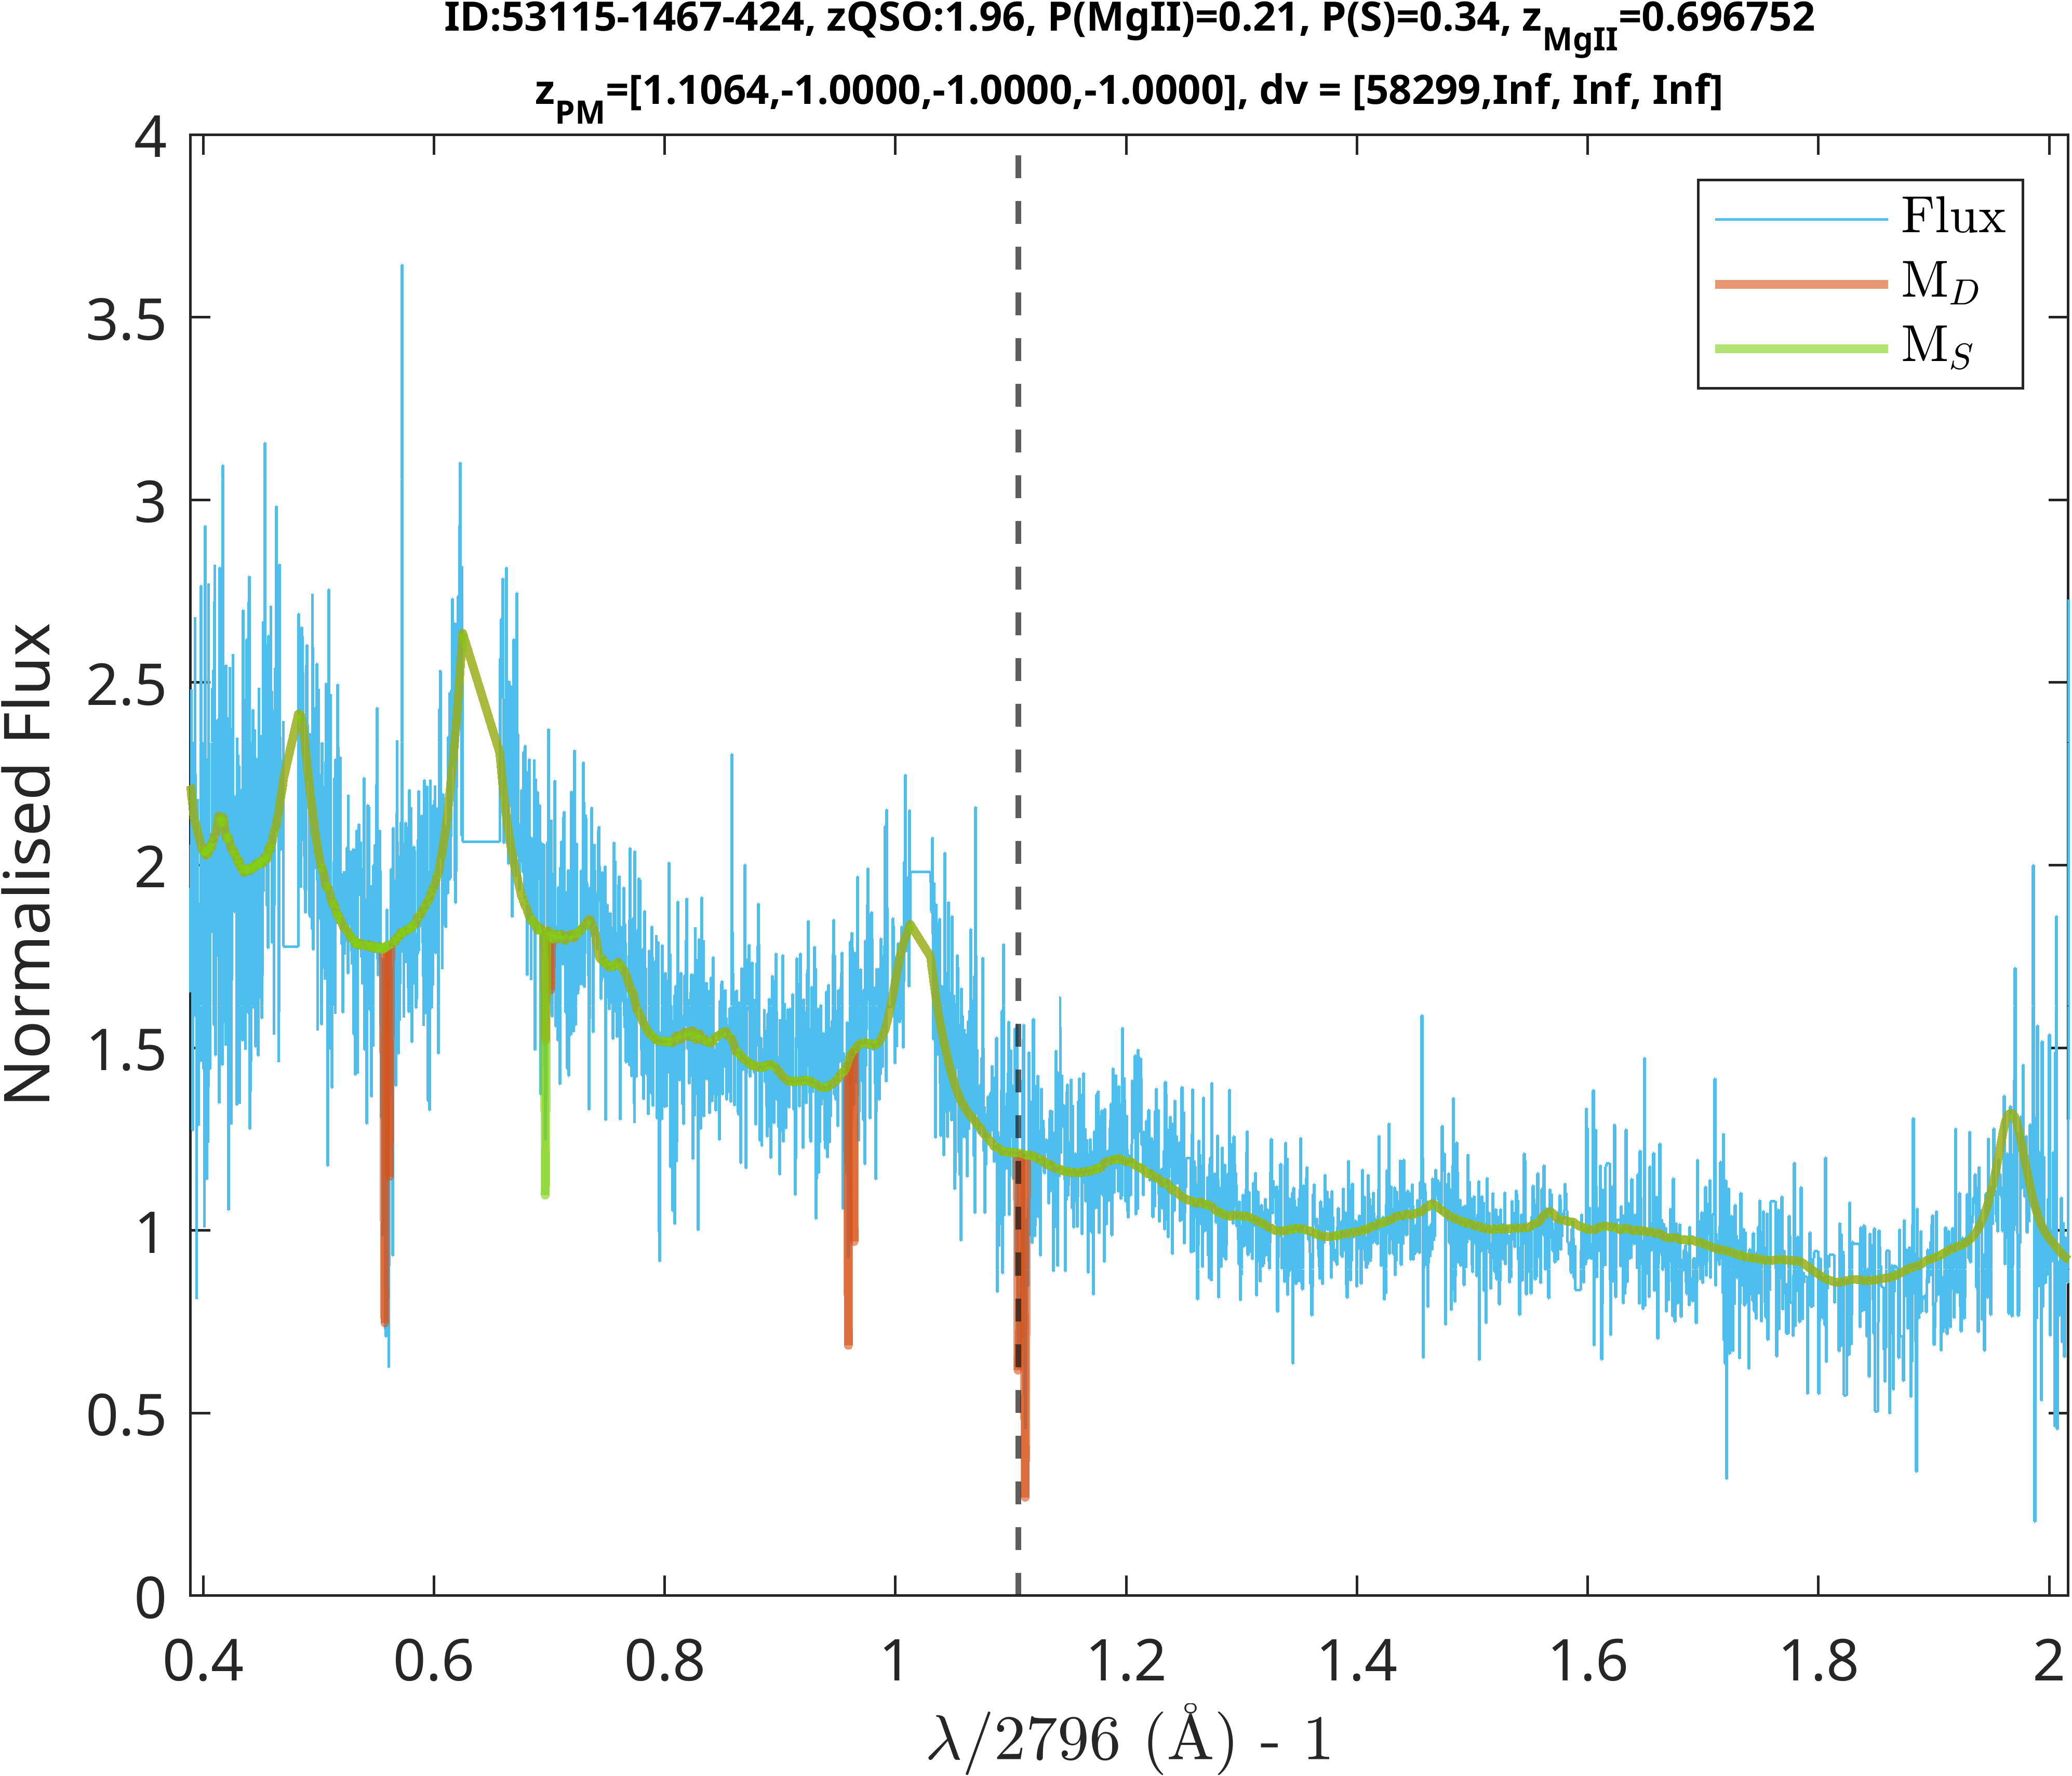 ID:53115-1467-424, zQSO:1.96, P(MgII)=0.21, P(S)=0.34, zMgII=0.696752
zPM=[1.1064,-1.0000,-1.0000,-1.0000], dv = [58299,Inf, Inf, Inf]
4
3.5
3
2.5
2
1.5
1
0.5
0
Normalised Flux
Flux
MD
MS
0.4 0.6 0.8 1 1.2 1.4 1.6 1.8 2
λ/2796 (Å) - 1